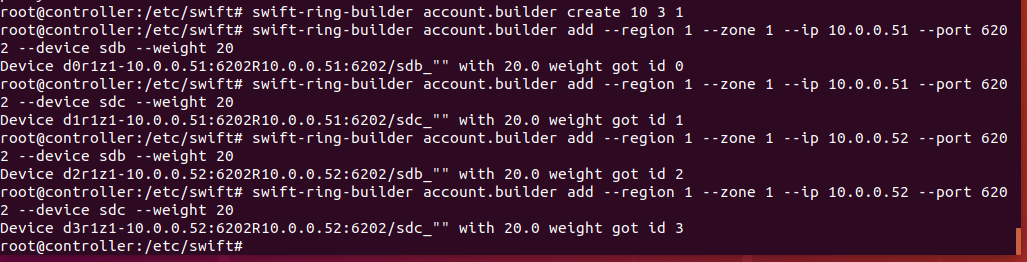 root@controller:/etc/swift# swift-ring-builder account.builder create 10 3 1
root@controller:/etc/swift# swift-ring-builder account.builder add --region 1 --zone 1 --ip 10.0.0.51 --port 620
2 --device sdb --weight 20
Device d0r1z1-10.0.0.51:6202R10.0.0.51:6202/sdb_"" with 20.0 weight got id 0
root@controller:/etc/swift# swift-ring-builder account.builder add --region 1 --zone 1 --ip 10.0.0.51 --port 620
2 --device sdc --weight 20
Device d1r1z1-10.0.0.51:6202R10.0.0.51:6202/sdc_"" with 20.0 weight got id 1
root@controller:/etc/swift# swift-ring-builder account.builder add --region 1 --zone 1 --ip 10.0.0.52 --port 620
2 --device sdb --weight 20
Device d2r1z1-10.0.0.52:6202R10.0.0.52:6202/sdb_"" with 20.0 weight got id 2
root@controller:/etc/swift# swift-ring-builder account.builder add --region 1 --zone 1 --ip 10.0.0.52 --port 620
2 --device sdc --weight 20
Device d3r1z1-10.0.0.52:6202R10.0.0.52:6202/sdc_"" with 20.0 weight got id 3
root@controller:/etc/swift#